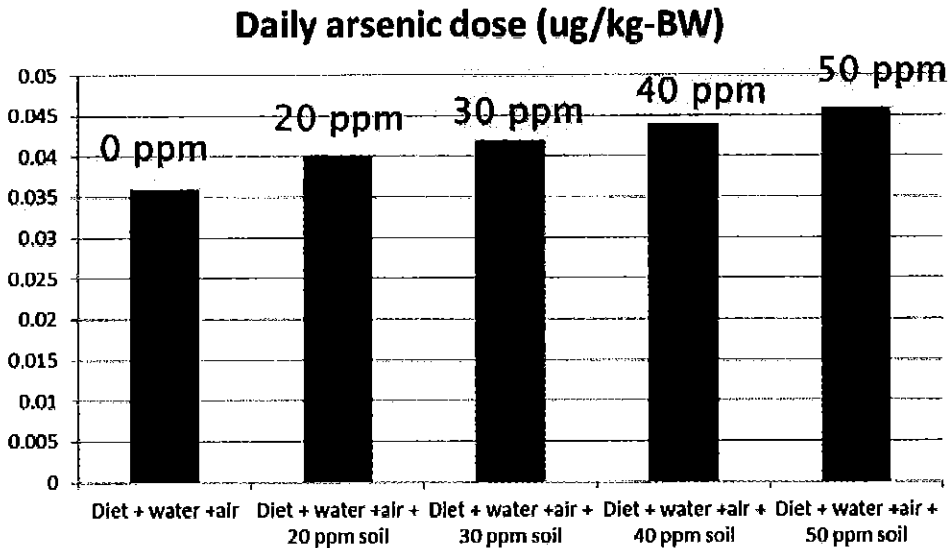 Daily arsenic dose (ug/kg-BW)
0.05
0.045
0.04
0.035
0.03
0.025
0.02
0.015
0.01
0.005
0
0 ppm
20 ppm
30 ppm
40 ppm
50 ppm
Diet + water +air
Diet + water +air +
20 ppm soil
Diet + water +air +
30 ppm soil
Diet + water +air +
40 ppm soil
Diet + water +air +
50 ppm soil